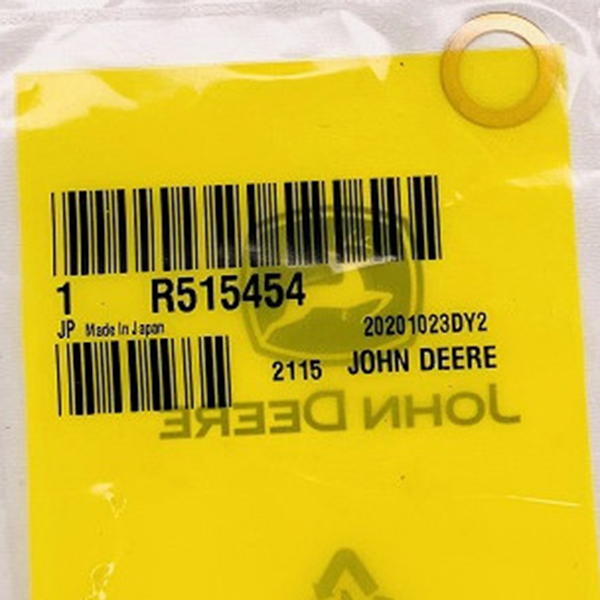 1 R515454
JP Made In Japan 20201023DY2
2115 JOHN DEERE
JOHN DEERE